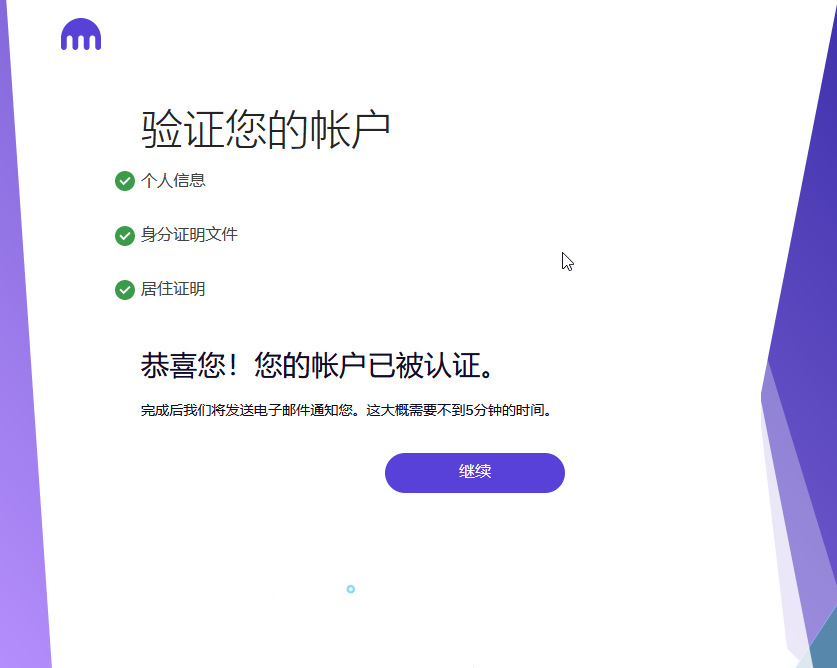 验证您的帐户
个人信息
身分证明文件
居住证明
恭喜您！您的帐户已被认证。
完成后我们将发送电子邮件通知您。这大概需要不到5分钟的时间。
继续